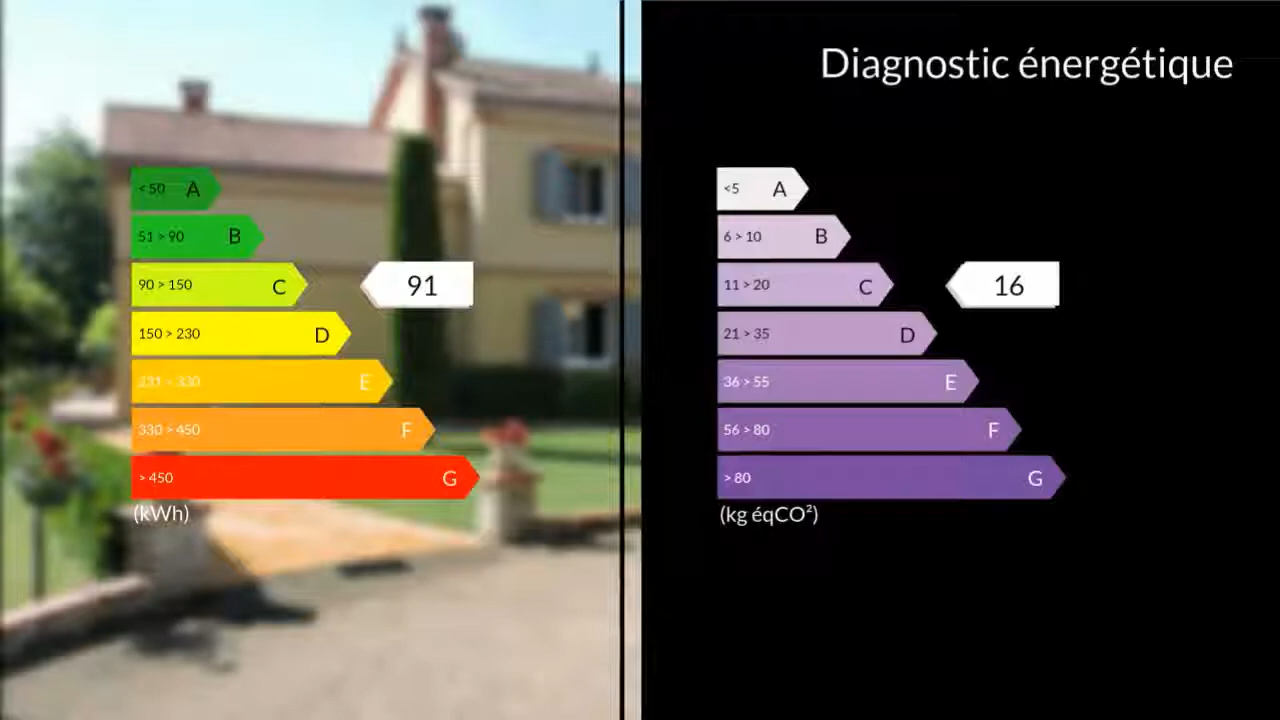 Diagnostic énergétique
< 50 A
51 > 90 B
90 > 150 C
91
150 > 230 D
231 > 330 E
330 > 450 F
> 450 G
(kWh)
<5 A
6 > 10 B
11 > 20 C
16
21 > 35 D
36 > 55 E
56 > 80 F
> 80 G
(kg éqCO²)